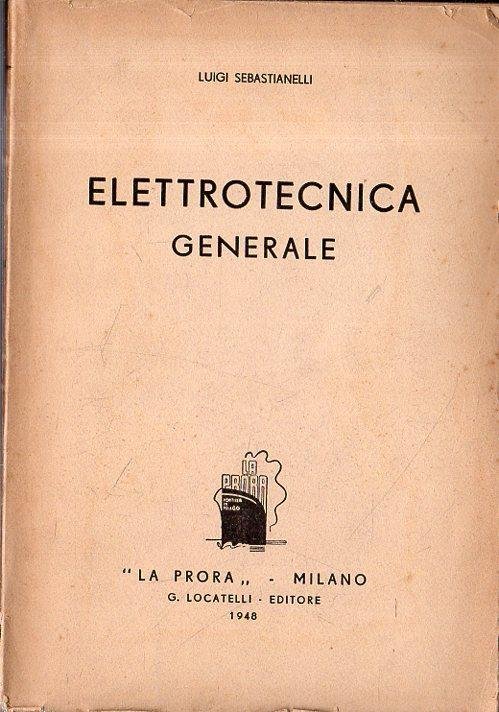 LUIGI SEBASTIANELLI
ELETTROTECNICA
GENERALE
LA
PRORA
"LA PRORA„ - MILANO
G. LOCATELLI - EDITORE
1948